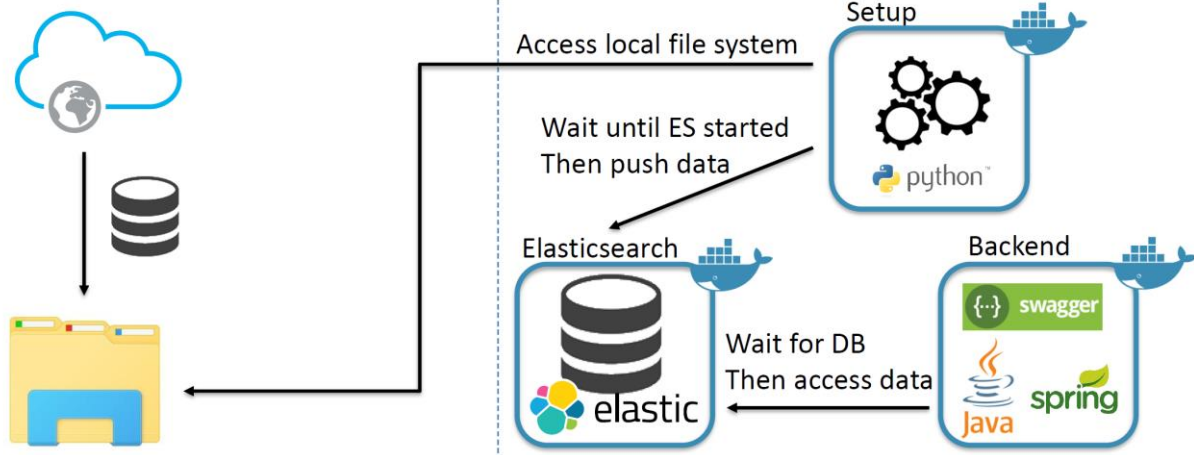 Setup
Access local file system
Wait until ES started
Then push data
python™
Elasticsearch
Backend
{··} swagger
Wait for DB
Then access data
elastic
Java
spring